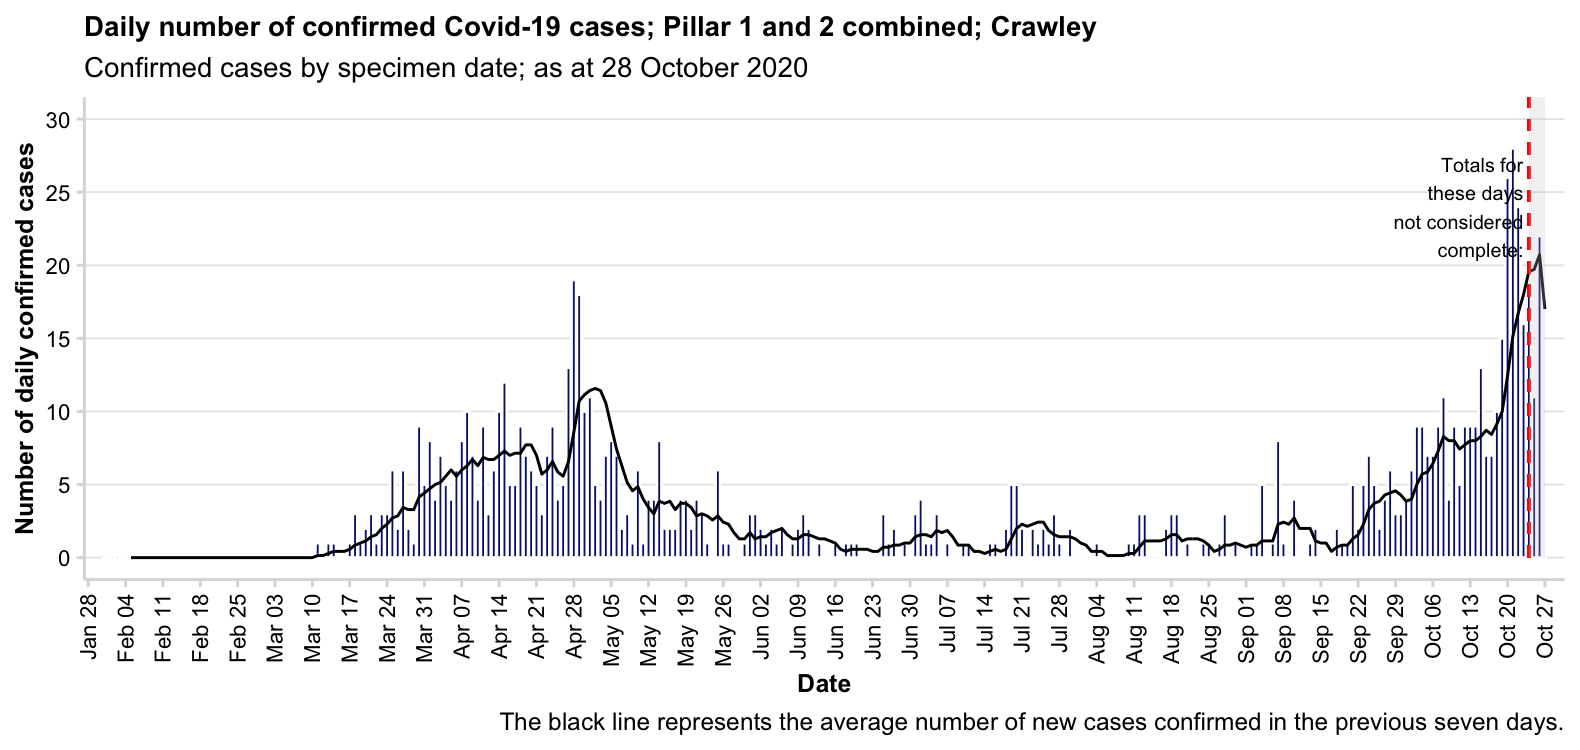 Daily number of confirmed Covid-19 cases; Pillar 1 and 2 combined; Crawley
Confirmed cases by specimen date; as at 28 October 2020
Number of daily confirmed cases
30
25
20
15
10
5
0
Totals for
these days
not considered
complete:
Jan 28
Feb 04
Feb 11
Feb 18
Feb 25
Mar 03
Mar 10
Mar 17
Mar 24
Mar 31
Apr 07
Apr 14
Apr 21
Apr 28
May 05
May 12
May 19
May 26
Jun 02
Jun 09
Jun 16
Jun 23
Jun 30
Jul 07
Jul 14
Jul 21
Jul 28
Aug 04
Aug 11
Aug 18
Aug 25
Sep 01
Sep 08
Sep 15
Sep 22
Sep 29
Oct 06
Oct 13
Oct 20
Oct 27
Date
The black line represents the average number of new cases confirmed in the previous seven days.